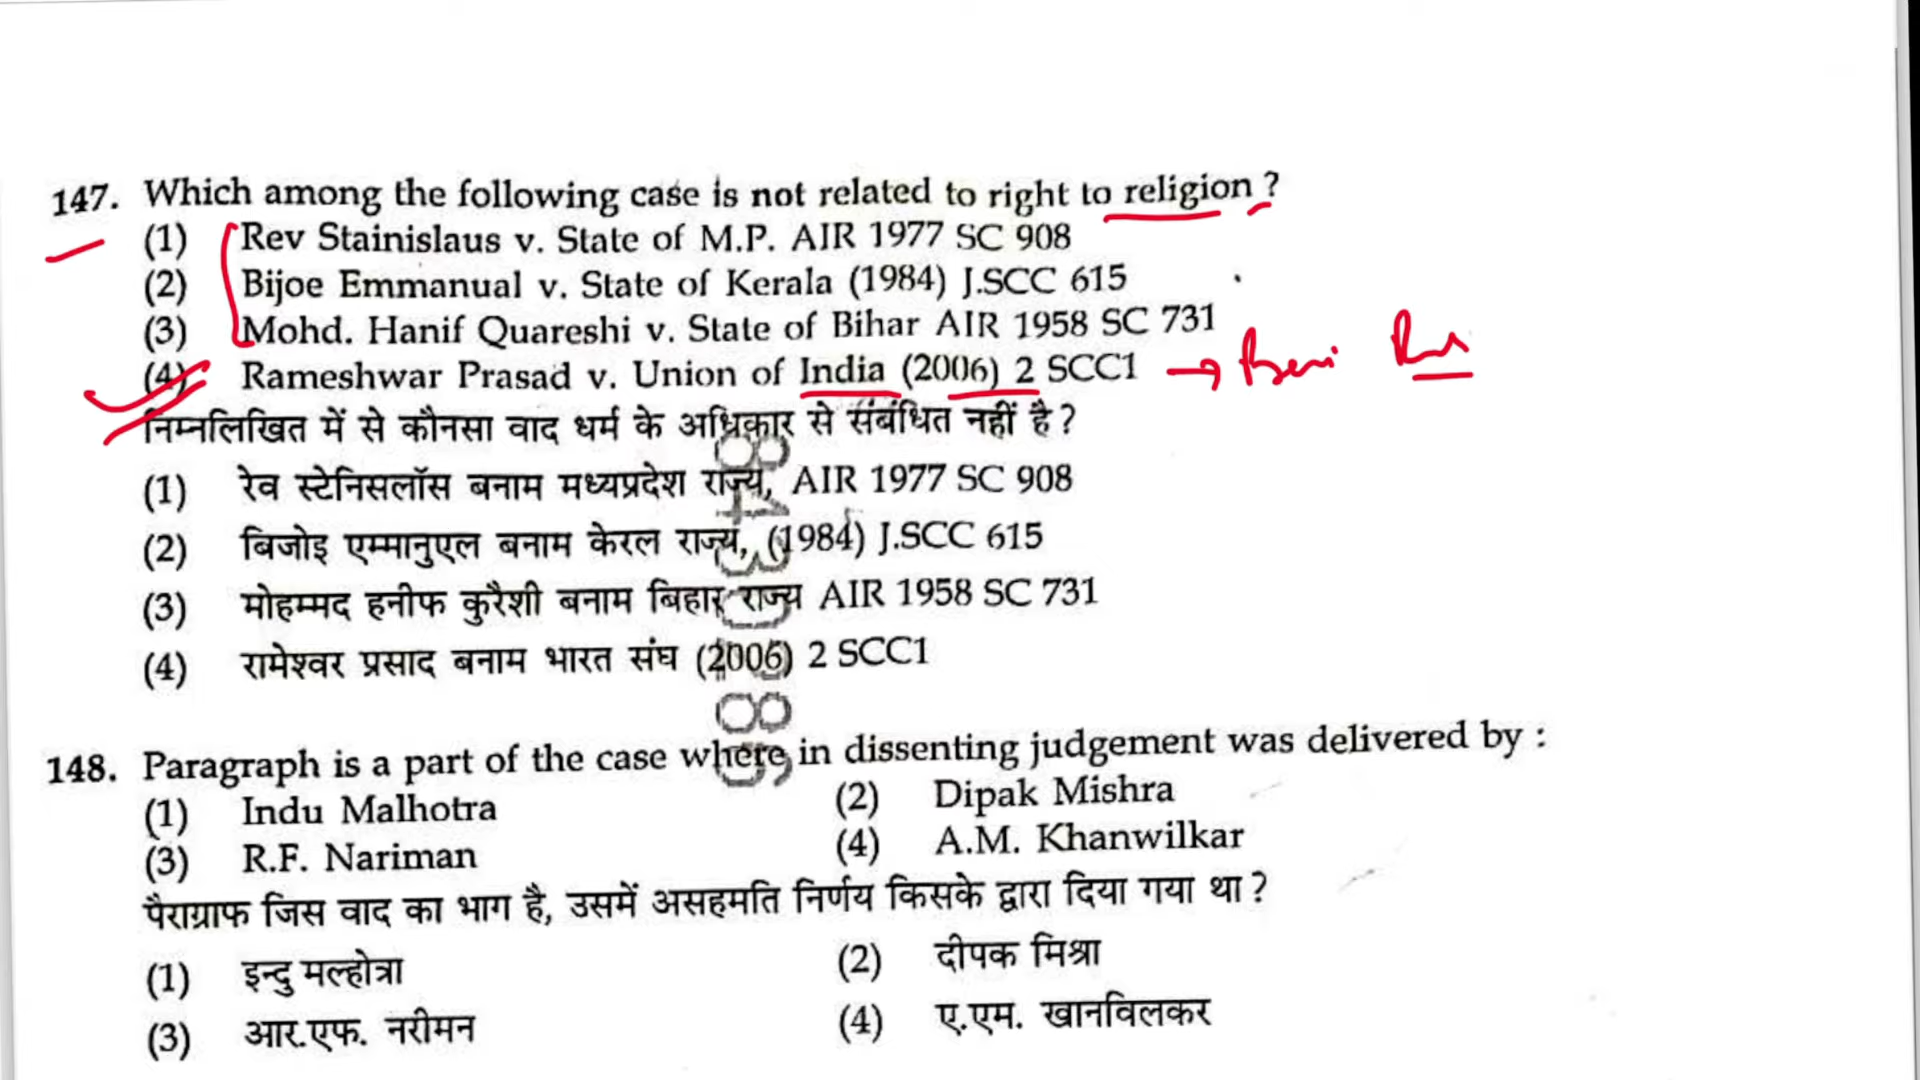 147. Which among the following case is not related to right to religion ?
(1) Rev Stainislaus v. State of M.P. AIR 1977 SC 908
(2) Bijoe Emmanual v. State of Kerala (1984) J.SCC 615
(3) Mohd. Hanif Quareshi v. State of Bihar AIR 1958 SC 731
(4) Rameshwar Prasad v. Union of India (2006) 2 SCC1
निम्नलिखित में से कौनसा वाद धर्म के अधिकार से संबंधित नहीं है ?
(1) रेव स्टेनिसलॉस बनाम मध्यप्रदेश राज्य, AIR 1977 SC 908
(2) बिजोइ एम्मानुएल बनाम केरल राज्य, (1984) J.SCC 615
(3) मोहम्मद हनीफ कुरैशी बनाम बिहार राज्य AIR 1958 SC 731
(4) रामेश्वर प्रसाद बनाम भारत संघ (2006) 2 SCC1
148. Paragraph is a part of the case where in dissenting judgement was delivered by :
(1) Indu Malhotra (2) Dipak Mishra
(3) R.F. Nariman (4) A.M. Khanwilkar
पैराग्राफ जिस वाद का भाग है, उसमें असहमति निर्णय किसके द्वारा दिया गया था ?
(1) इन्दु मल्होत्रा (2) दीपक मिश्रा
(3) आर.एफ. नरीमन (4) ए.एम. खानविलकर